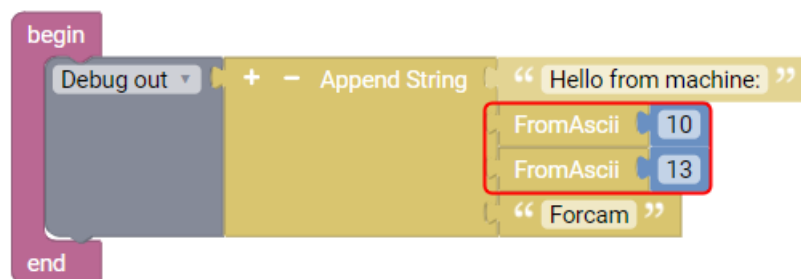 begin
Debug out + − Append String “ Hello from machine: ”
FromAscii 10
FromAscii 13
“ Forcam ”
end